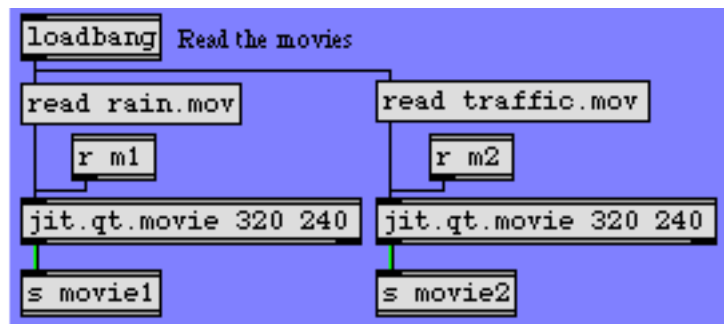 loadbang Read the movies
read rain.mov read traffic.mov
r m1 r m2
jit.qt.movie 320 240 jit.qt.movie 320 240
s movie1 s movie2